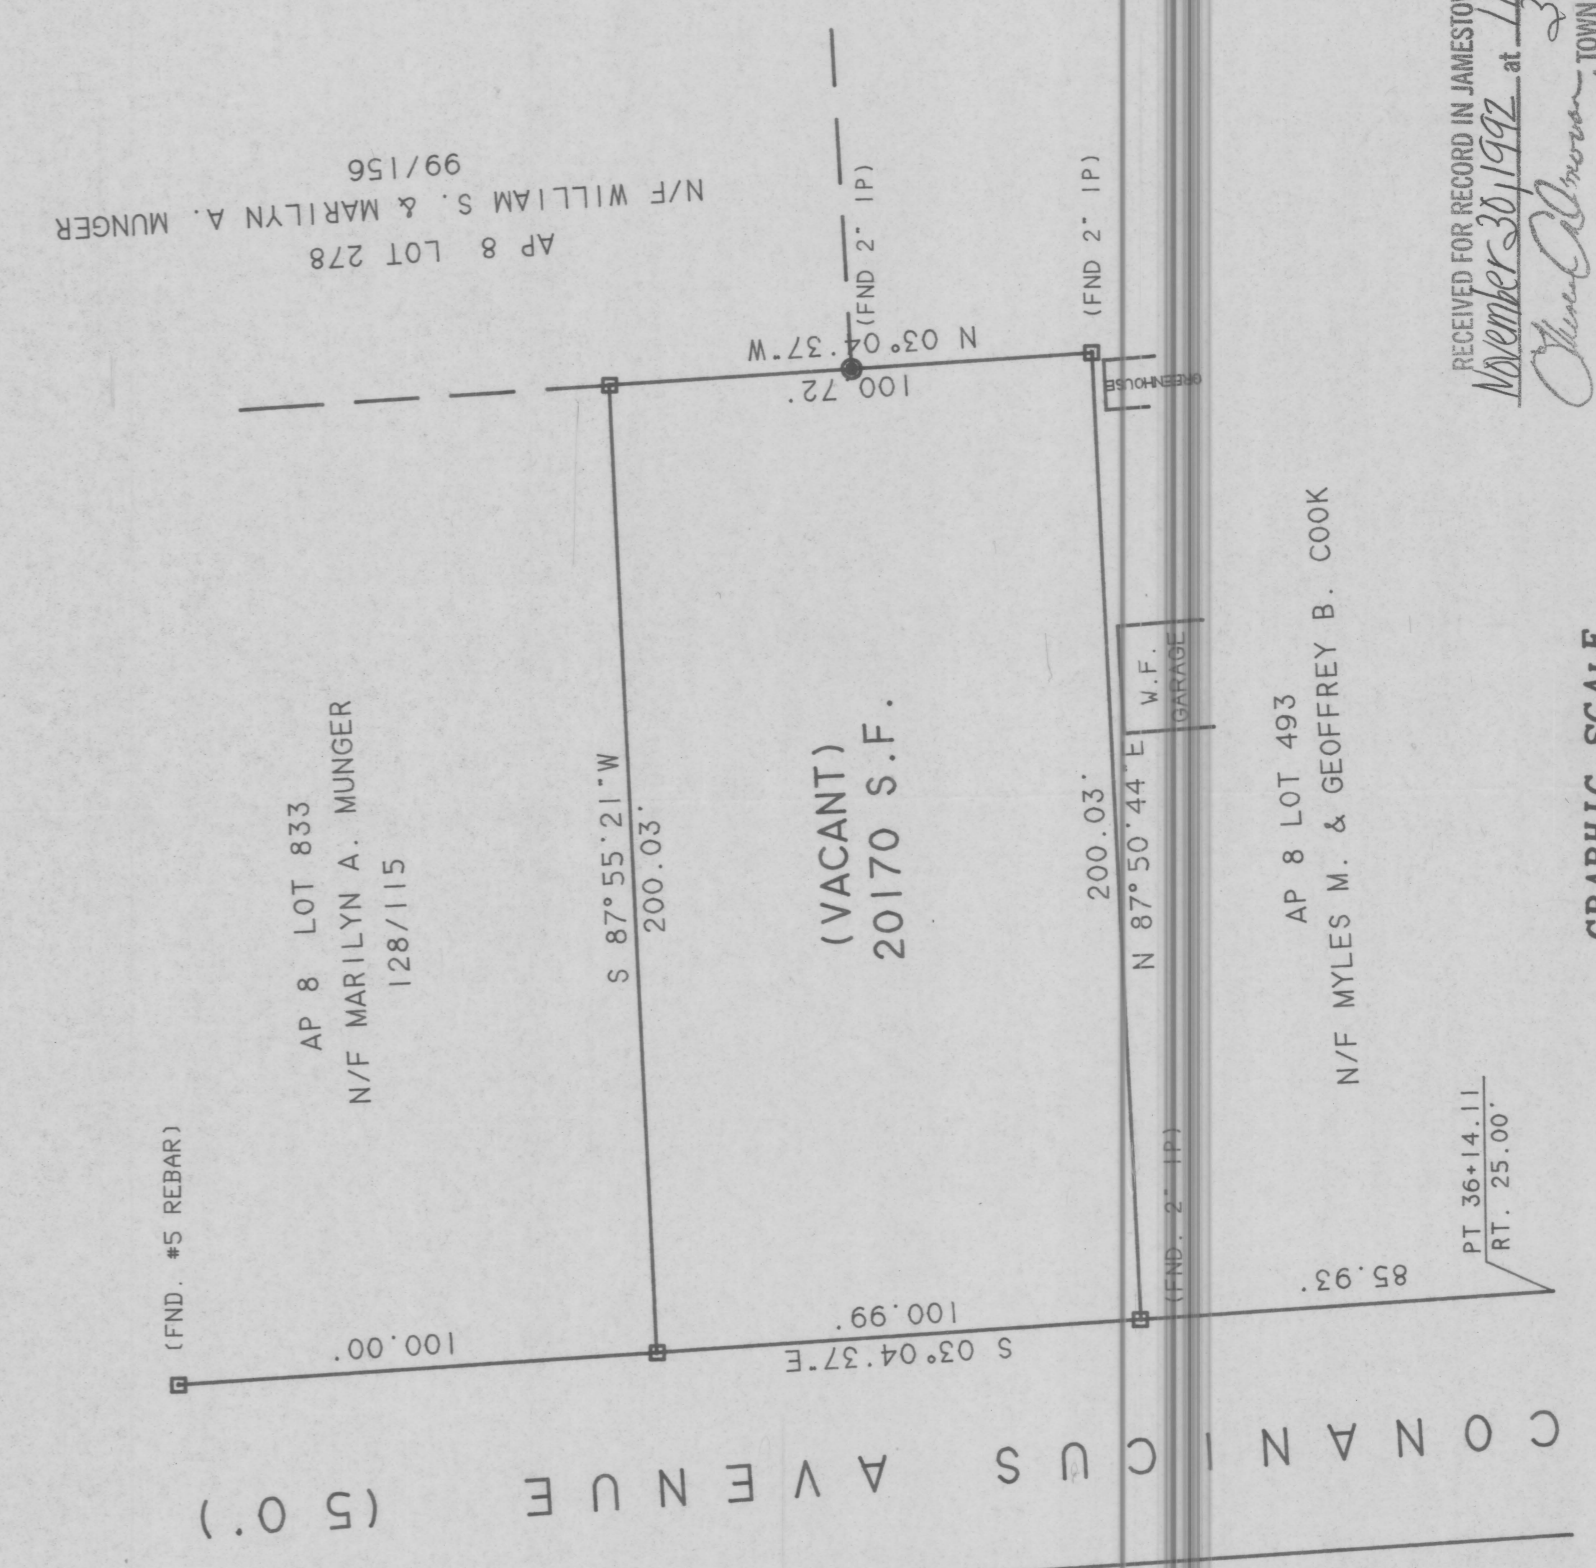 AP 8 LOT 278
N/F WILLIAM S. & MARILYN A. MUNGER
99/156
(FND 2" IP)
(FND 2" IP)
N 03°04'37"W
100.72'
GREENHOUSE
AP 8 LOT 833
N/F MARILYN A. MUNGER
128/115
S 87°55'21"W
200.03'
(VACANT)
20170 S.F.
200.03'
N 87°50'44"E
W.F.
GARAGE
AP 8 LOT 493
N/F MYLES M. & GEOFFREY B. COOK
(FND. #5 REBAR)
100.00'
100.99'
S 03°04'37"E
(FND. 2" IP)
85.93'
PT 36+14.11
RT. 25.00'
CONANICUS AVENUE (50')
RECEIVED FOR RECORD IN JAMESTO
November 30, 1992 at
TOWN
GRAPHIC SCALE